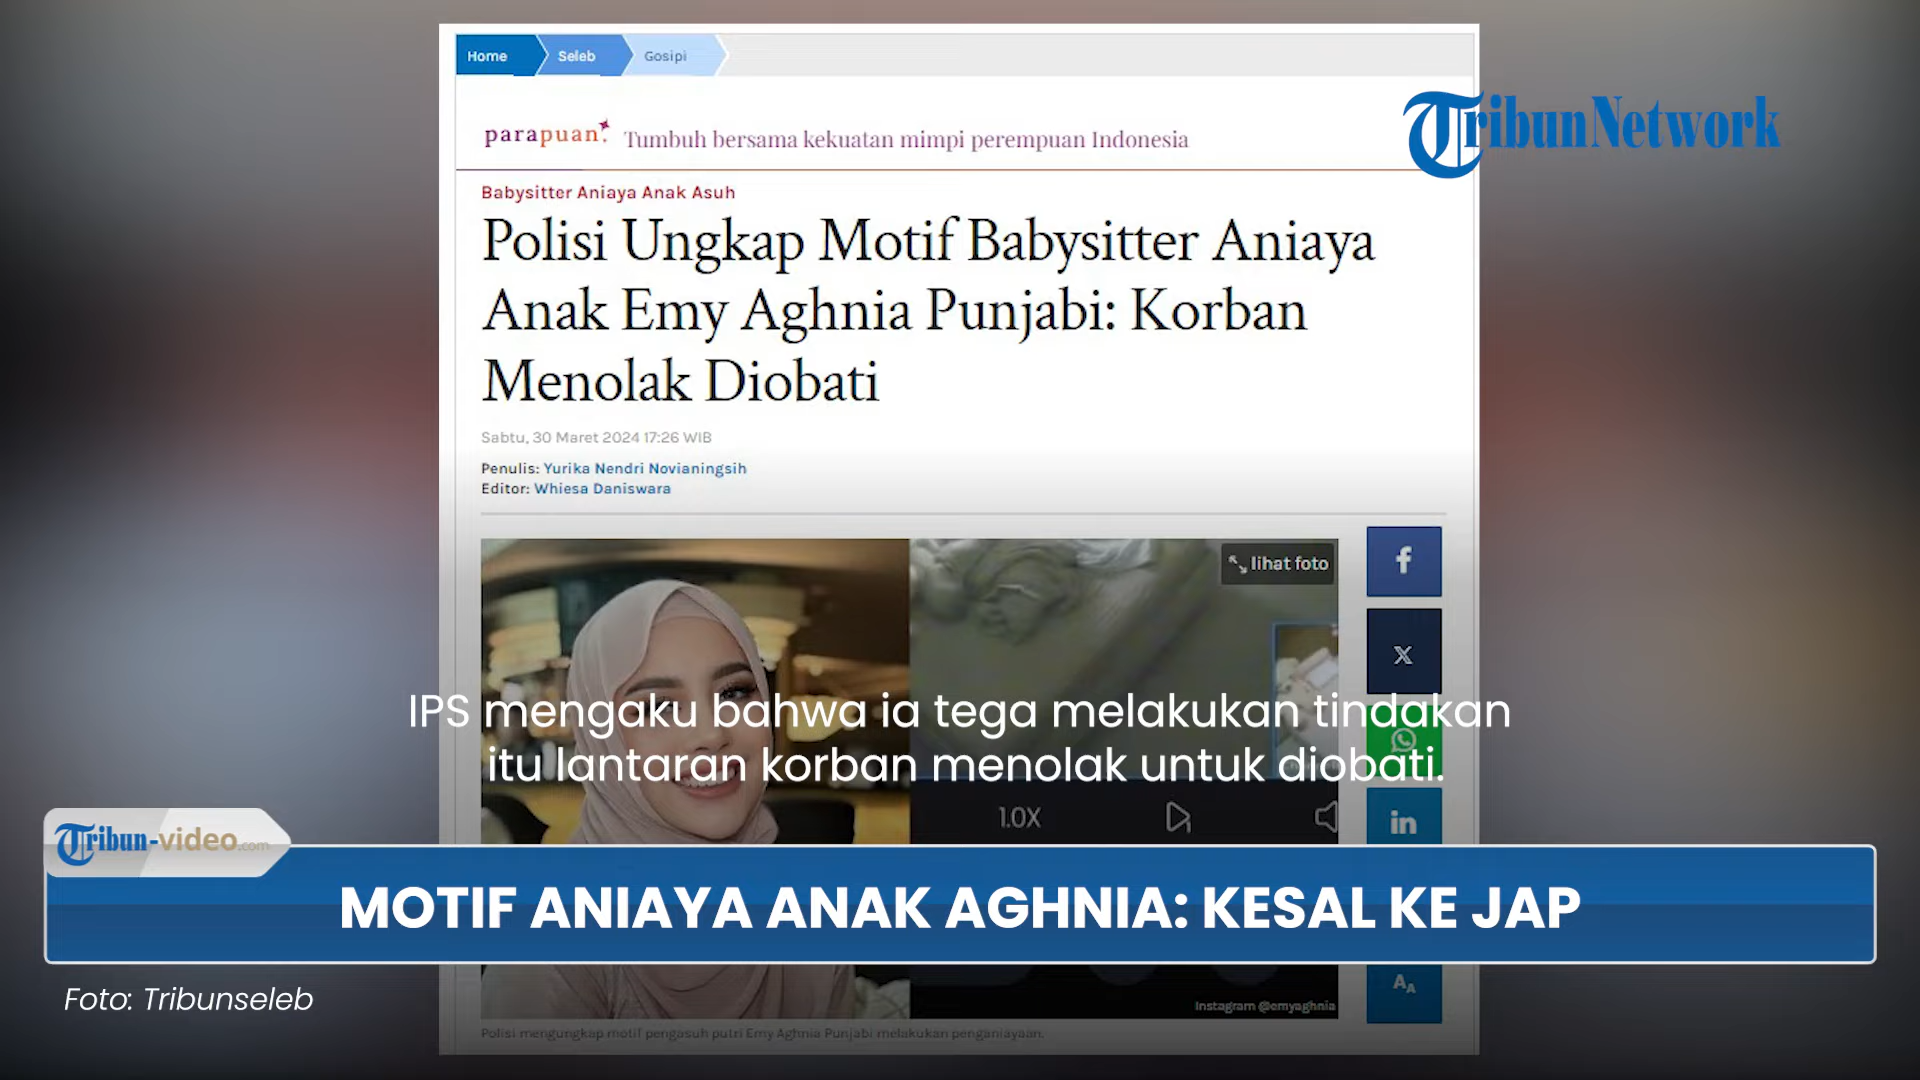 Home
Seleb
Gosipi
TribunNetwork
parapuan. Tumbuh bersama kekuatan mimpi perempuan Indonesia
Babysitter Aniaya Anak Asuh
Polisi Ungkap Motif Babysitter Aniaya
Anak Emy Aghnia Punjabi: Korban
Menolak Diobati
Sabtu, 30 Maret 2024 17:26 WIB
Penulis: Yurika Nendri Novianingsih
Editor: Whiesa Daniswara
lihat foto
f
X
IPS mengaku bahwa ia tega melakukan tindakan
itu lantaran korban menolak untuk diobati.
1.0X
in
Tribun-video.com
MOTIF ANIAYA ANAK AGHNIA: KESAL KE JAP
AA
Foto: Tribunseleb
Instagram @emyaghnia
Polisi mengungkap motif pengasuh putri Emy Aghnia Punjabi melakukan penganiayaan.